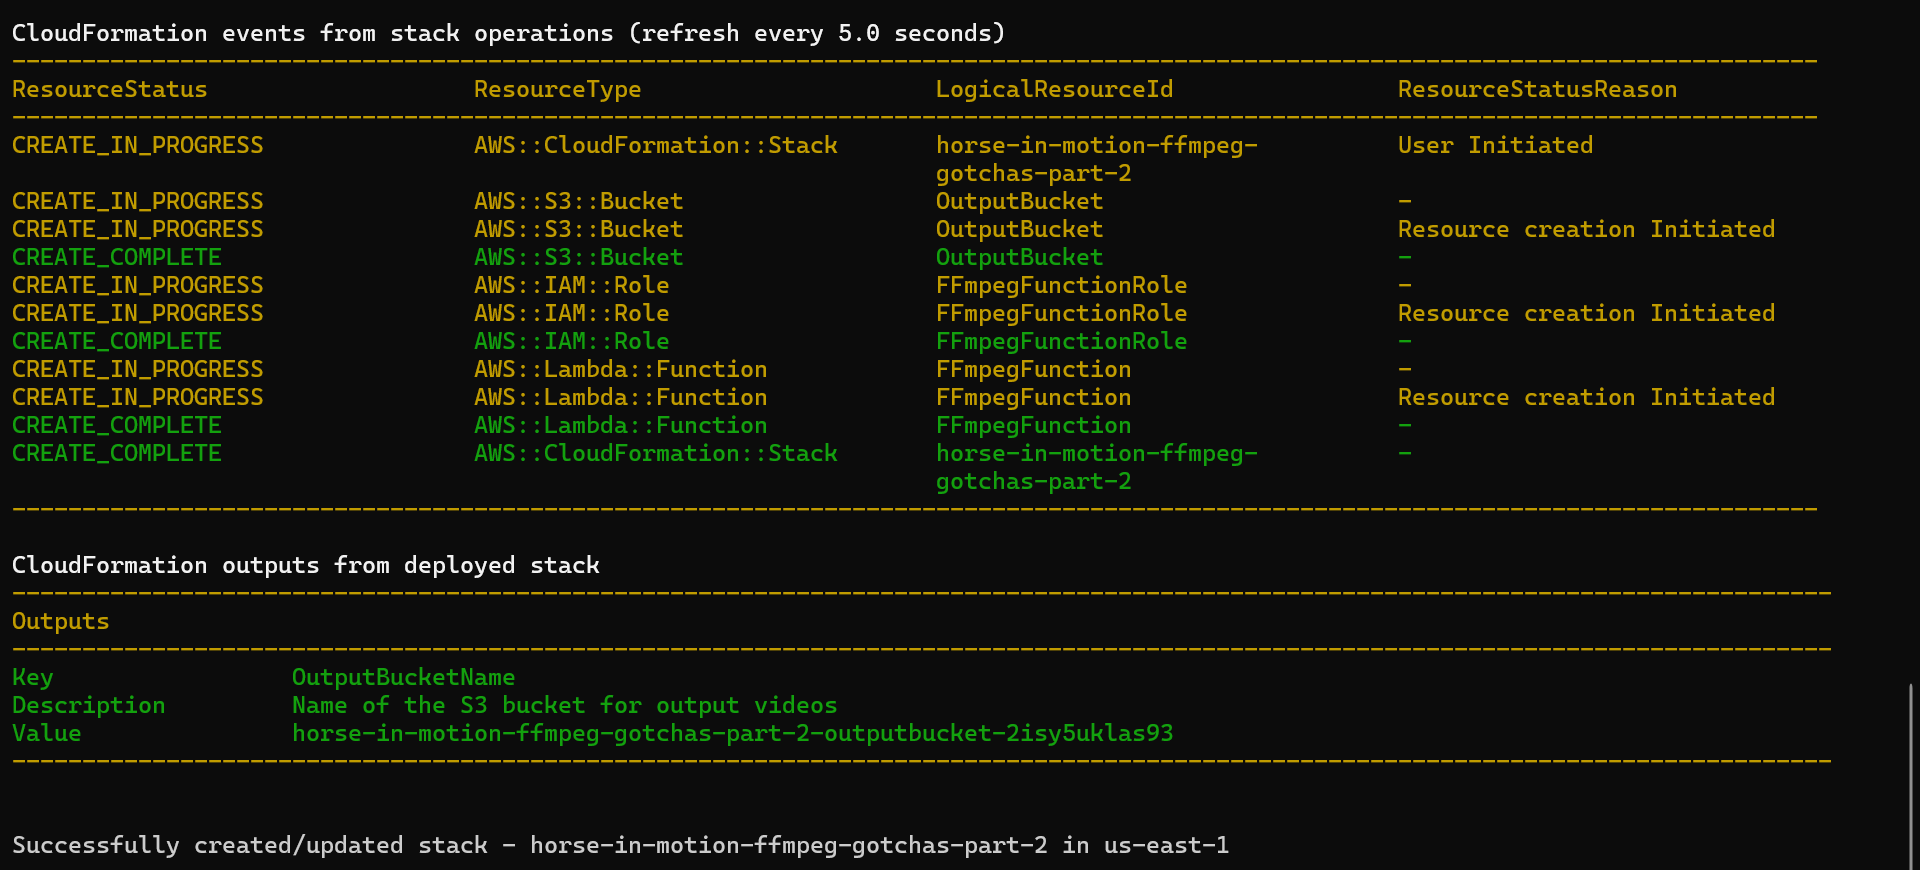 CloudFormation events from stack operations (refresh every 5.0 seconds)
---------------------------------------------------------------------------------------------------------------------------------
ResourceStatus                   ResourceType                     LogicalResourceId                ResourceStatusReason
---------------------------------------------------------------------------------------------------------------------------------
CREATE_IN_PROGRESS               AWS::CloudFormation::Stack       horse-in-motion-ffmpeg-          User Initiated
                                                                  gotchas-part-2
CREATE_IN_PROGRESS               AWS::S3::Bucket                  OutputBucket                     -
CREATE_IN_PROGRESS               AWS::S3::Bucket                  OutputBucket                     Resource creation Initiated
CREATE_COMPLETE                  AWS::S3::Bucket                  OutputBucket                     -
CREATE_IN_PROGRESS               AWS::IAM::Role                   FFmpegFunctionRole               -
CREATE_IN_PROGRESS               AWS::IAM::Role                   FFmpegFunctionRole               Resource creation Initiated
CREATE_COMPLETE                  AWS::IAM::Role                   FFmpegFunctionRole               -
CREATE_IN_PROGRESS               AWS::Lambda::Function            FFmpegFunction                   -
CREATE_IN_PROGRESS               AWS::Lambda::Function            FFmpegFunction                   Resource creation Initiated
CREATE_COMPLETE                  AWS::Lambda::Function            FFmpegFunction                   -
CREATE_COMPLETE                  AWS::CloudFormation::Stack       horse-in-motion-ffmpeg-          -
                                                                  gotchas-part-2
---------------------------------------------------------------------------------------------------------------------------------

CloudFormation outputs from deployed stack
----------------------------------------------------------------------------------------------------------------------------------
Outputs
----------------------------------------------------------------------------------------------------------------------------------
Key                 OutputBucketName
Description         Name of the S3 bucket for output videos
Value               horse-in-motion-ffmpeg-gotchas-part-2-outputbucket-2isy5uklas93
----------------------------------------------------------------------------------------------------------------------------------

Successfully created/updated stack - horse-in-motion-ffmpeg-gotchas-part-2 in us-east-1